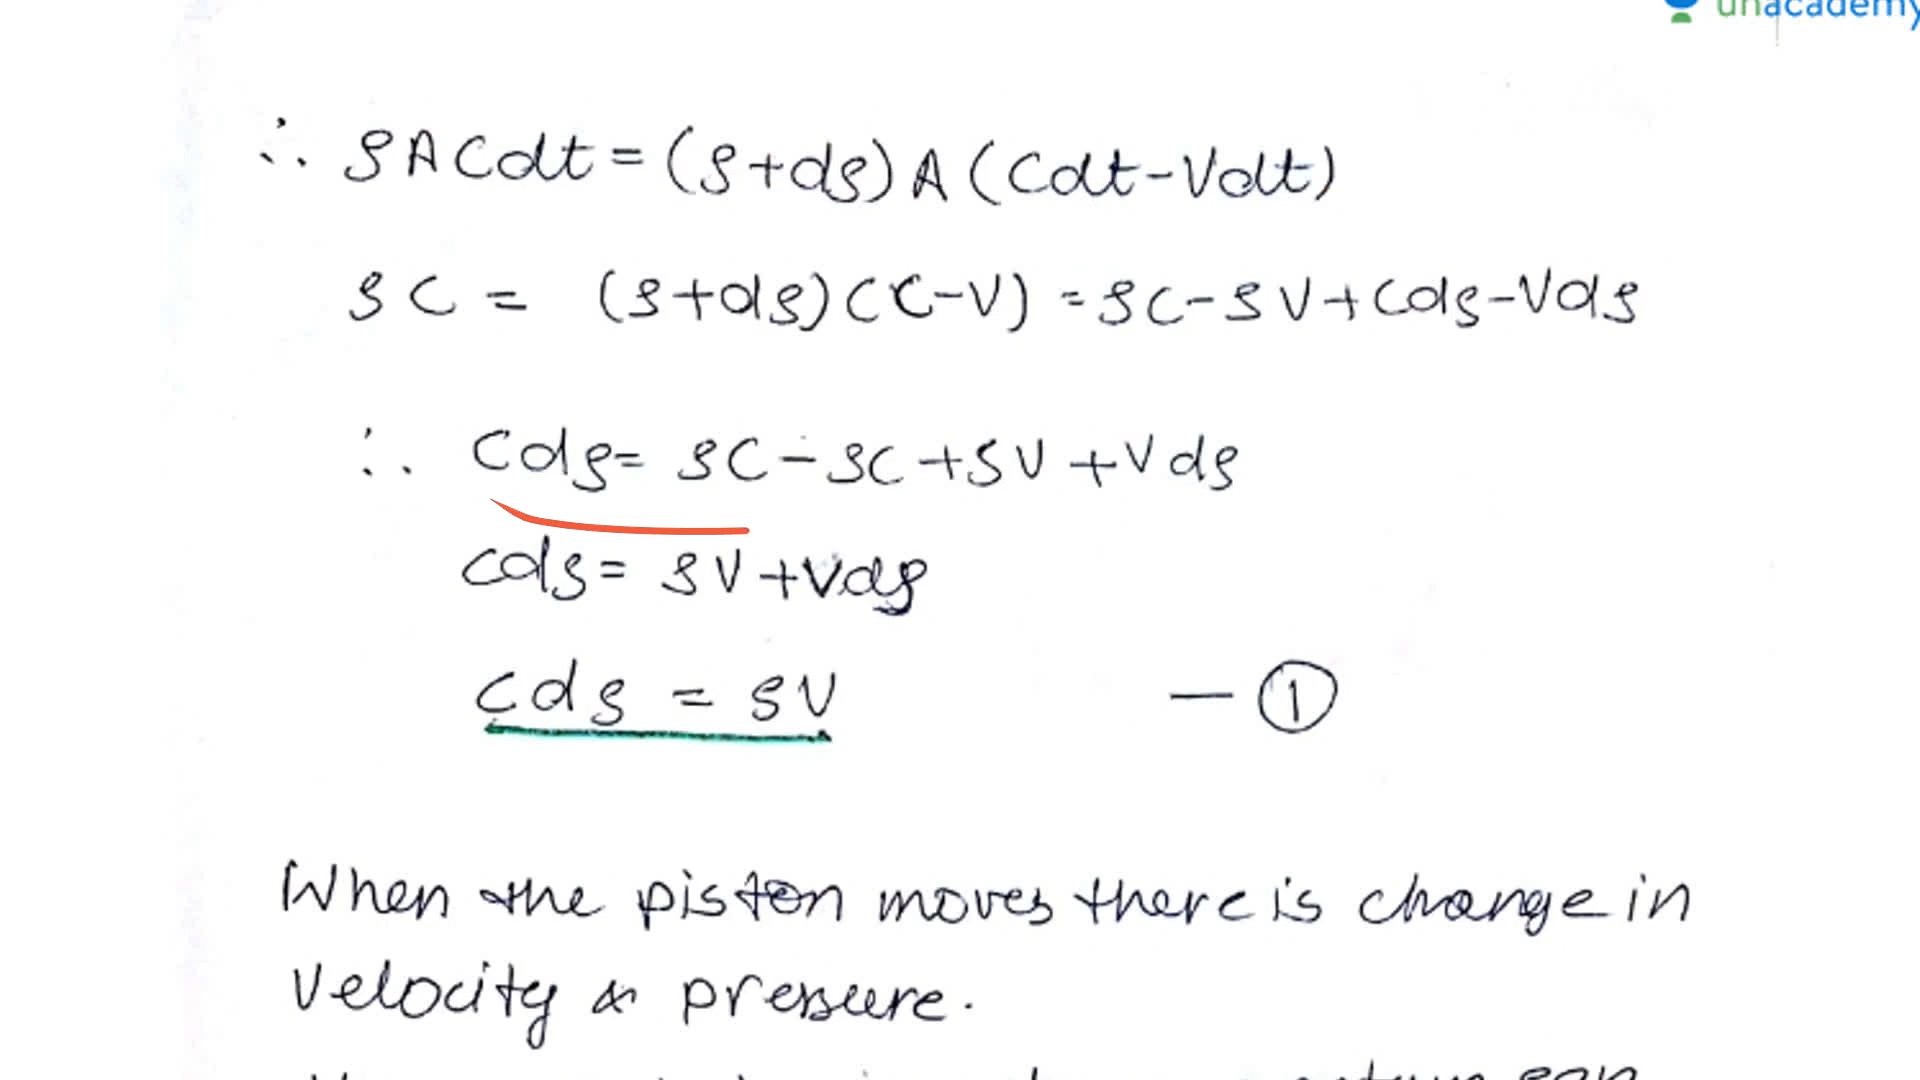 unacademy
∴ ρACdt = (ρ+dρ)A(Cdt-Vdt)
ρC = (ρ+dρ)(C-V) = ρC-ρV+Cdρ-Vdρ
∴ Cdρ= ρC-ρC+ρV+Vdρ
Cdρ= ρV+Vdρ
Cdρ = ρV — ①
When the piston moves there is change in
velocity & pressure.